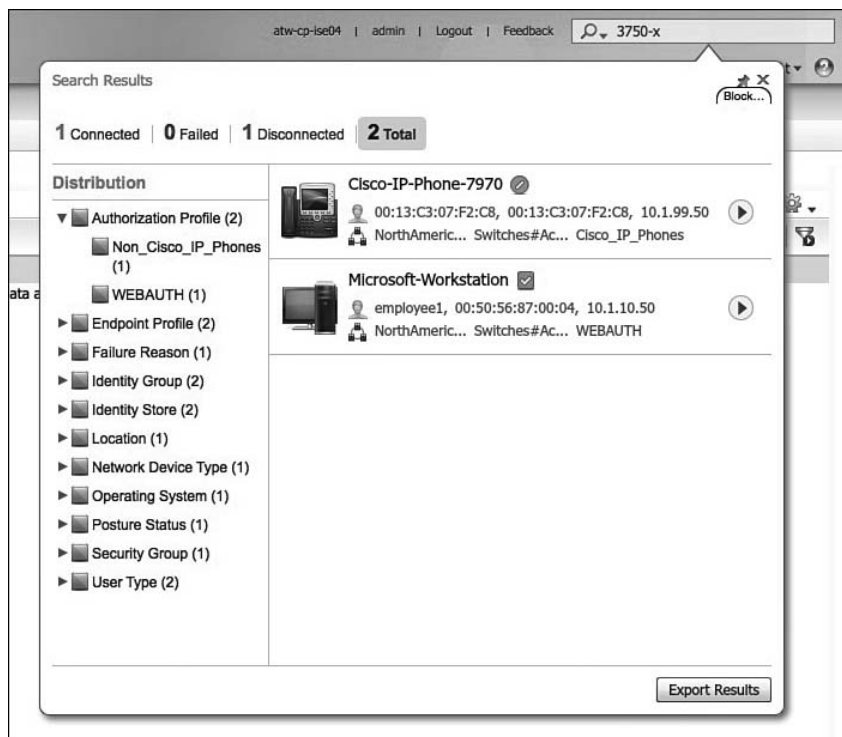 atw-cp-ise04 | admin | Logout | Feedback
3750-x
t
Search Results
Block...
1 Connected | 0 Failed | 1 Disconnected | 2 Total
Distribution
Authorization Profile (2)
Non_Cisco_IP_Phones
(1)
WEBAUTH (1)
Endpoint Profile (2)
Failure Reason (1)
Identity Group (2)
Identity Store (2)
Location (1)
Network Device Type (1)
Operating System (1)
Posture Status (1)
Security Group (1)
User Type (2)
Cisco-IP-Phone-7970
00:13:C3:07:F2:C8, 00:13:C3:07:F2:C8, 10.1.99.50
NorthAmeric... Switches#Ac... Cisco_IP_Phones
Microsoft-Workstation
employee1, 00:50:56:87:00:04, 10.1.10.50
NorthAmeric... Switches#Ac... WEBAUTH
ata a
Export Results